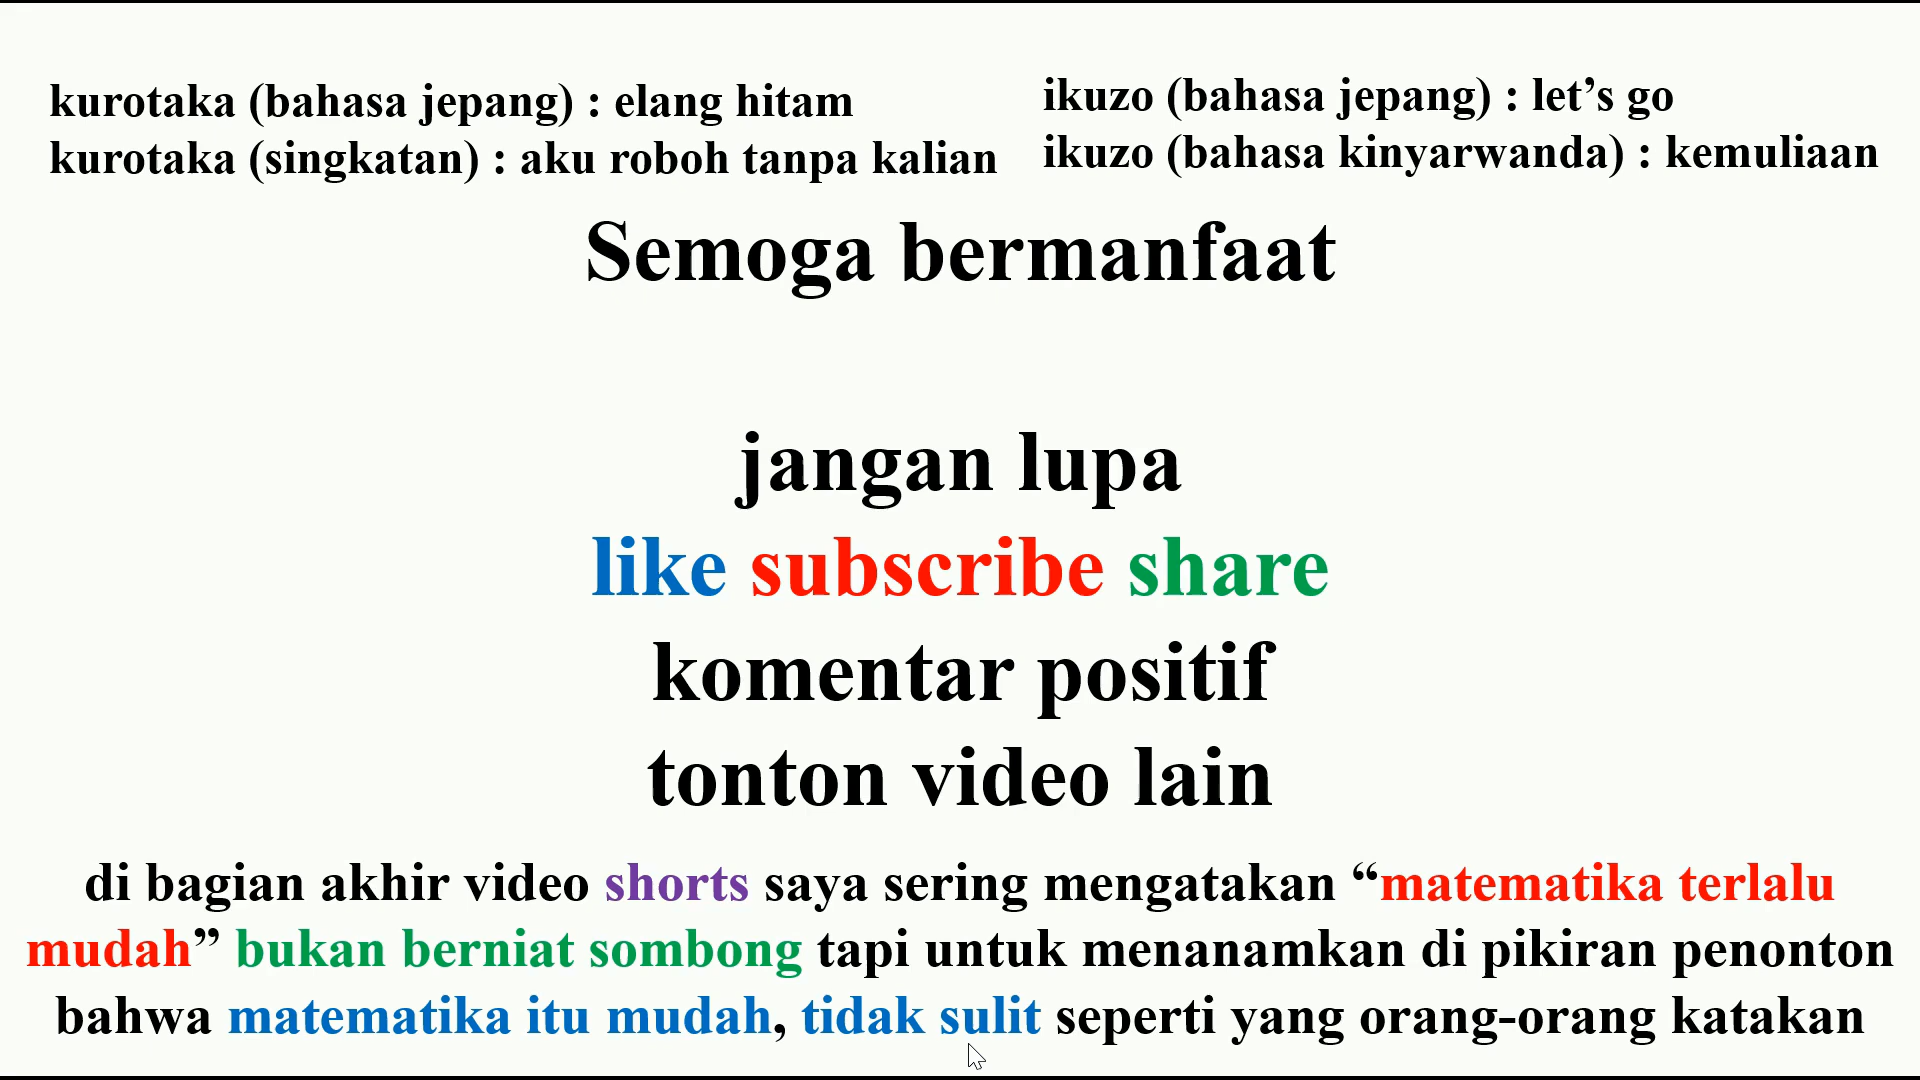 kurotaka (bahasa jepang) : elang hitam
kurotaka (singkatan) : aku roboh tanpa kalian
ikuzo (bahasa jepang) : let’s go
ikuzo (bahasa kinyarwanda) : kemuliaan
Semoga bermanfaat
jangan lupa
like subscribe share
komentar positif
tonton video lain
di bagian akhir video shorts saya sering mengatakan “matematika terlalu
mudah” bukan berniat sombong tapi untuk menanamkan di pikiran penonton
bahwa matematika itu mudah, tidak sulit seperti yang orang-orang katakan